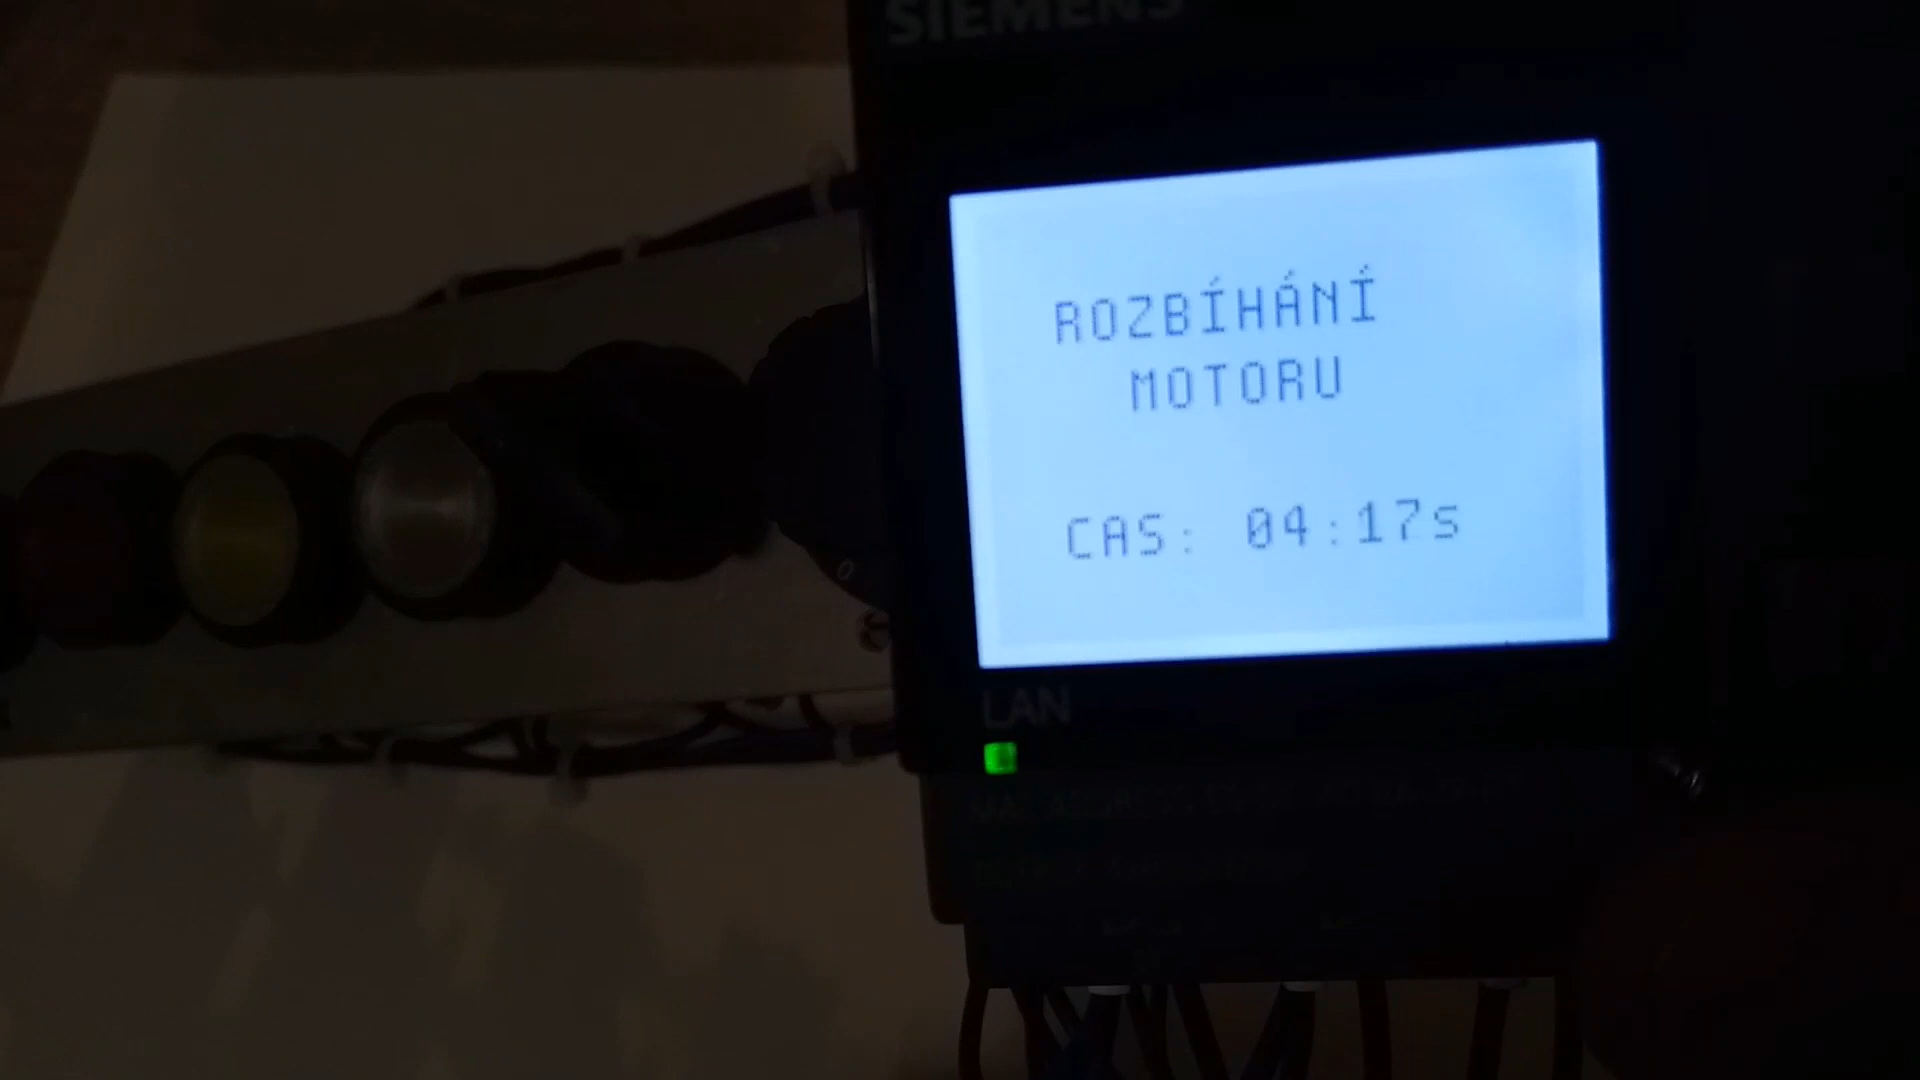 SIEMENS
ROZBÍHÁNÍ
MOTORU
CAS: 04:17s
LAN